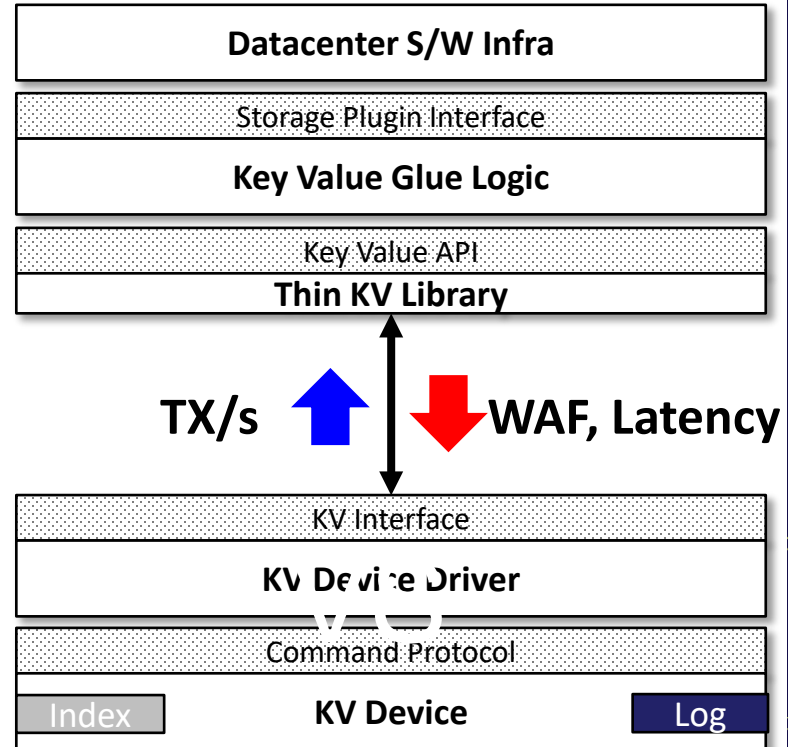 Datacenter S/W Infra
Storage Plugin Interface
Key Value Glue Logic
Key Value API
Thin KV Library
TX/s
WAF, Latency
KV Interface
KV Device Driver
VS
Command Protocol
Index
KV Device
Log